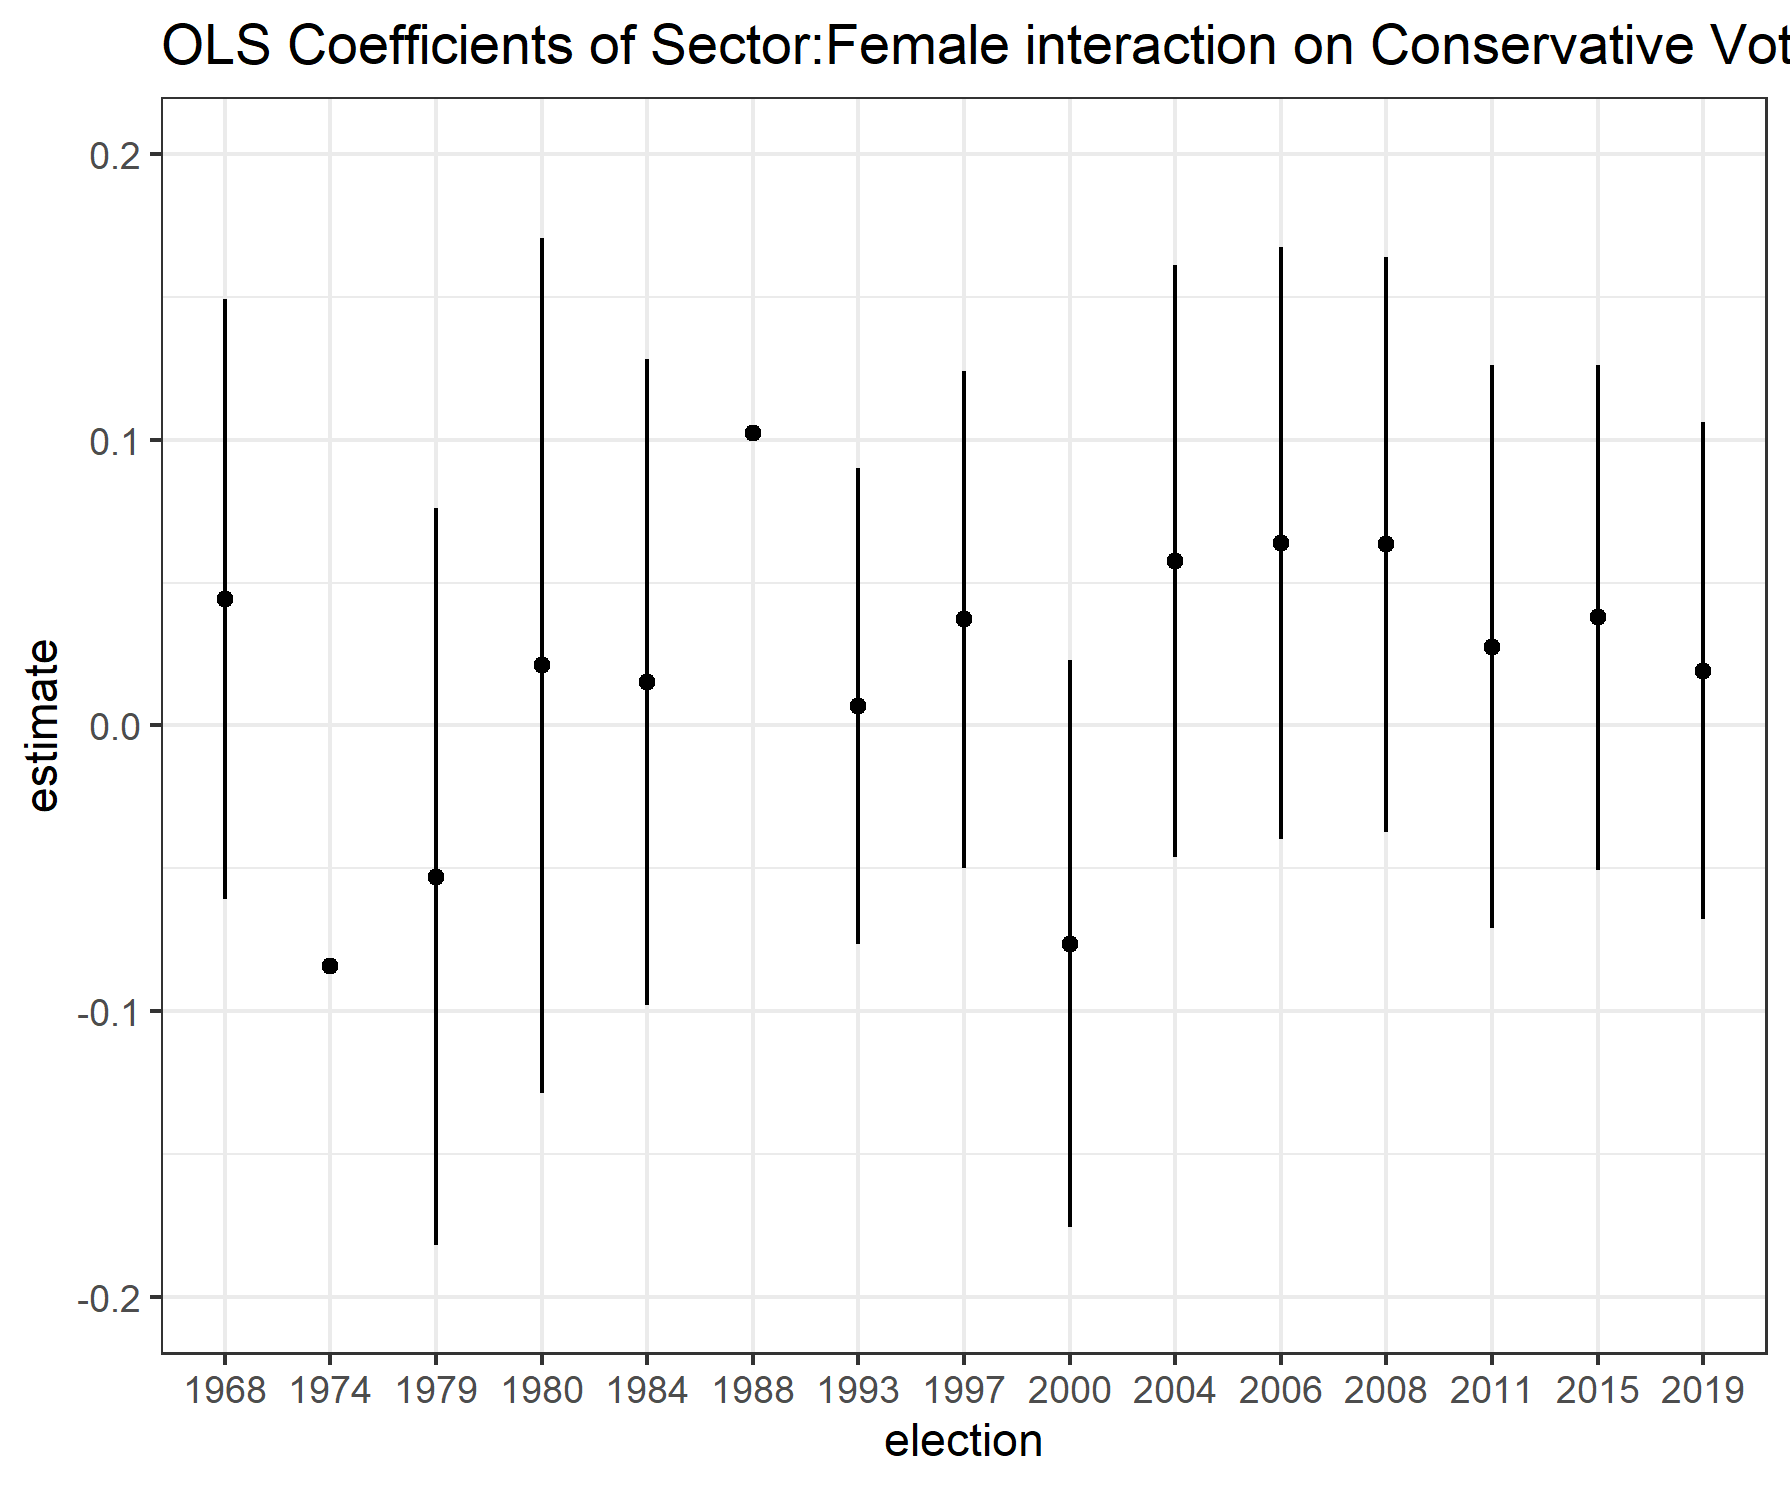 OLS Coefficients of Sector:Female interaction on Conservative Vot
0.2
0.1
0.0
-0.1
-0.2
estimate
1968 1974 1979 1980 1984 1988 1993 1997 2000 2004 2006 2008 2011 2015 2019
election